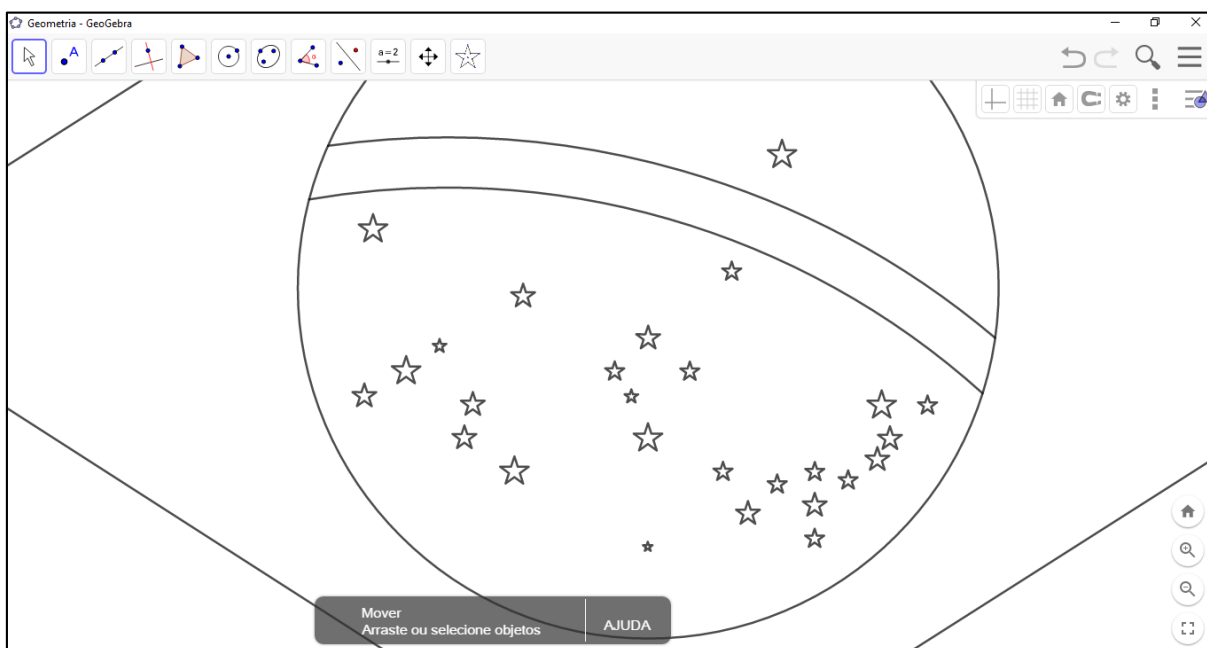 Geometria - GeoGebra
A
α
a=2
Mover
Arraste ou selecione objetos
AJUDA